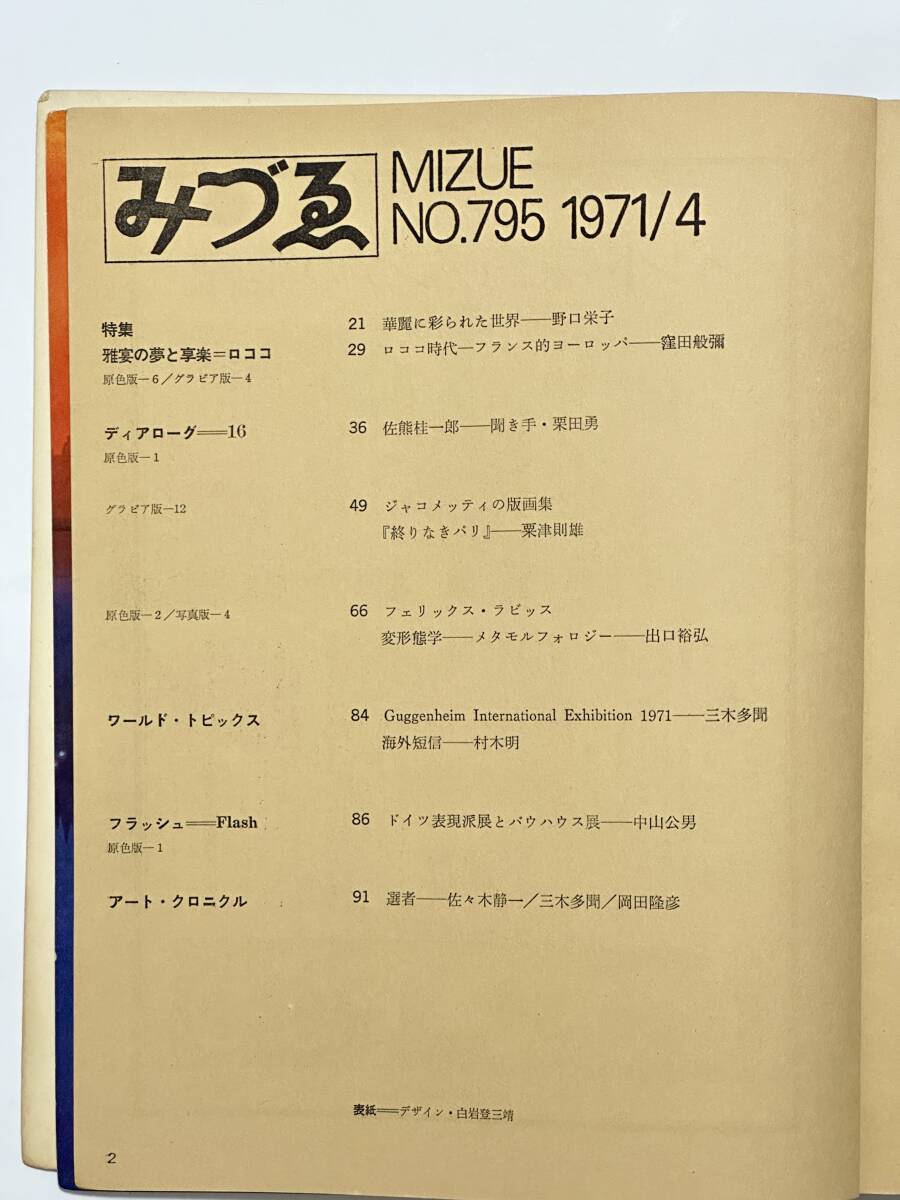 みづゑ
MIZUE
NO.795 1971/4
特集
雅宴の夢と享楽=ロココ
原色版—6/グラビア版—4
21 華麗に彩られた世界——野口栄子
29 ロココ時代—フランス的ヨーロッパ——窪田般彌
ディアローグ——16
原色版—1
36 佐熊桂一郎——聞き手・栗田勇
グラビア版—12
49 ジャコメッティの版画集
『終りなきパリ』——粟津則雄
原色版—2/写真版—4
66 フェリックス・ラビッス
変形態学——メタモルフォロジー——出口裕弘
ワールド・トピックス
84 Guggenheim International Exhibition 1971——三木多聞
海外短信——村木明
フラッシュ——Flash
原色版—1
86 ドイツ表現派展とバウハウス展——中山公男
アート・クロニクル
91 選者——佐々木静一/三木多聞/岡田隆彦
表紙——デザイン・白岩登三靖
2